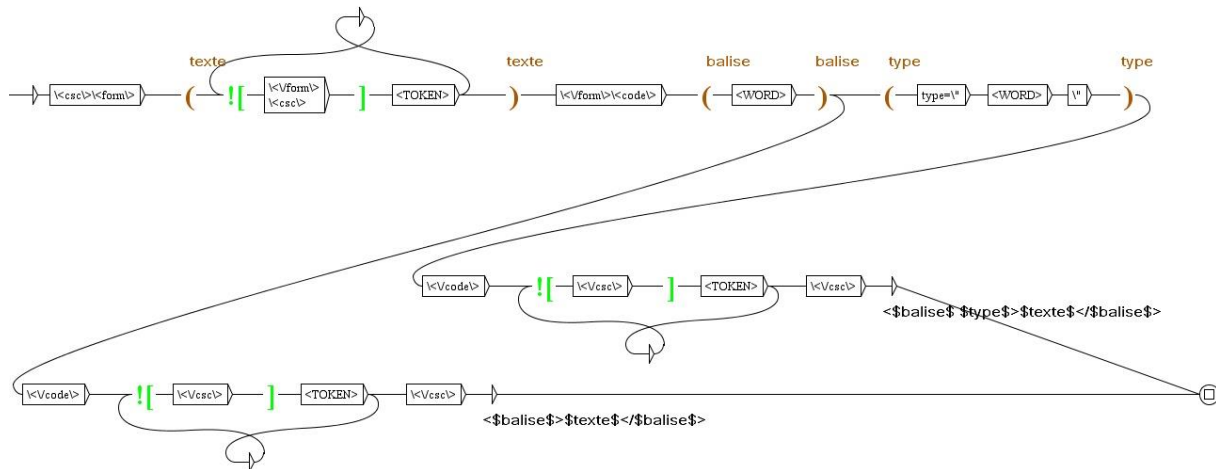 texte texte balise balise type type
\<csc\>\<form\> ( ![ \<\/form\> ] <TOKEN> ) \<\/form\>\<code\> ( <WORD> ) ( type=\" <WORD> \" )
\<csc\>
\<\/code\> ![ \<\/csc\> ] <TOKEN> \<\/csc\>
<$balise$ $type$>$texte$</$balise$>
\<\/code\> ![ \<\/csc\> ] <TOKEN> \<\/csc\>
<$balise$>$texte$</$balise$>